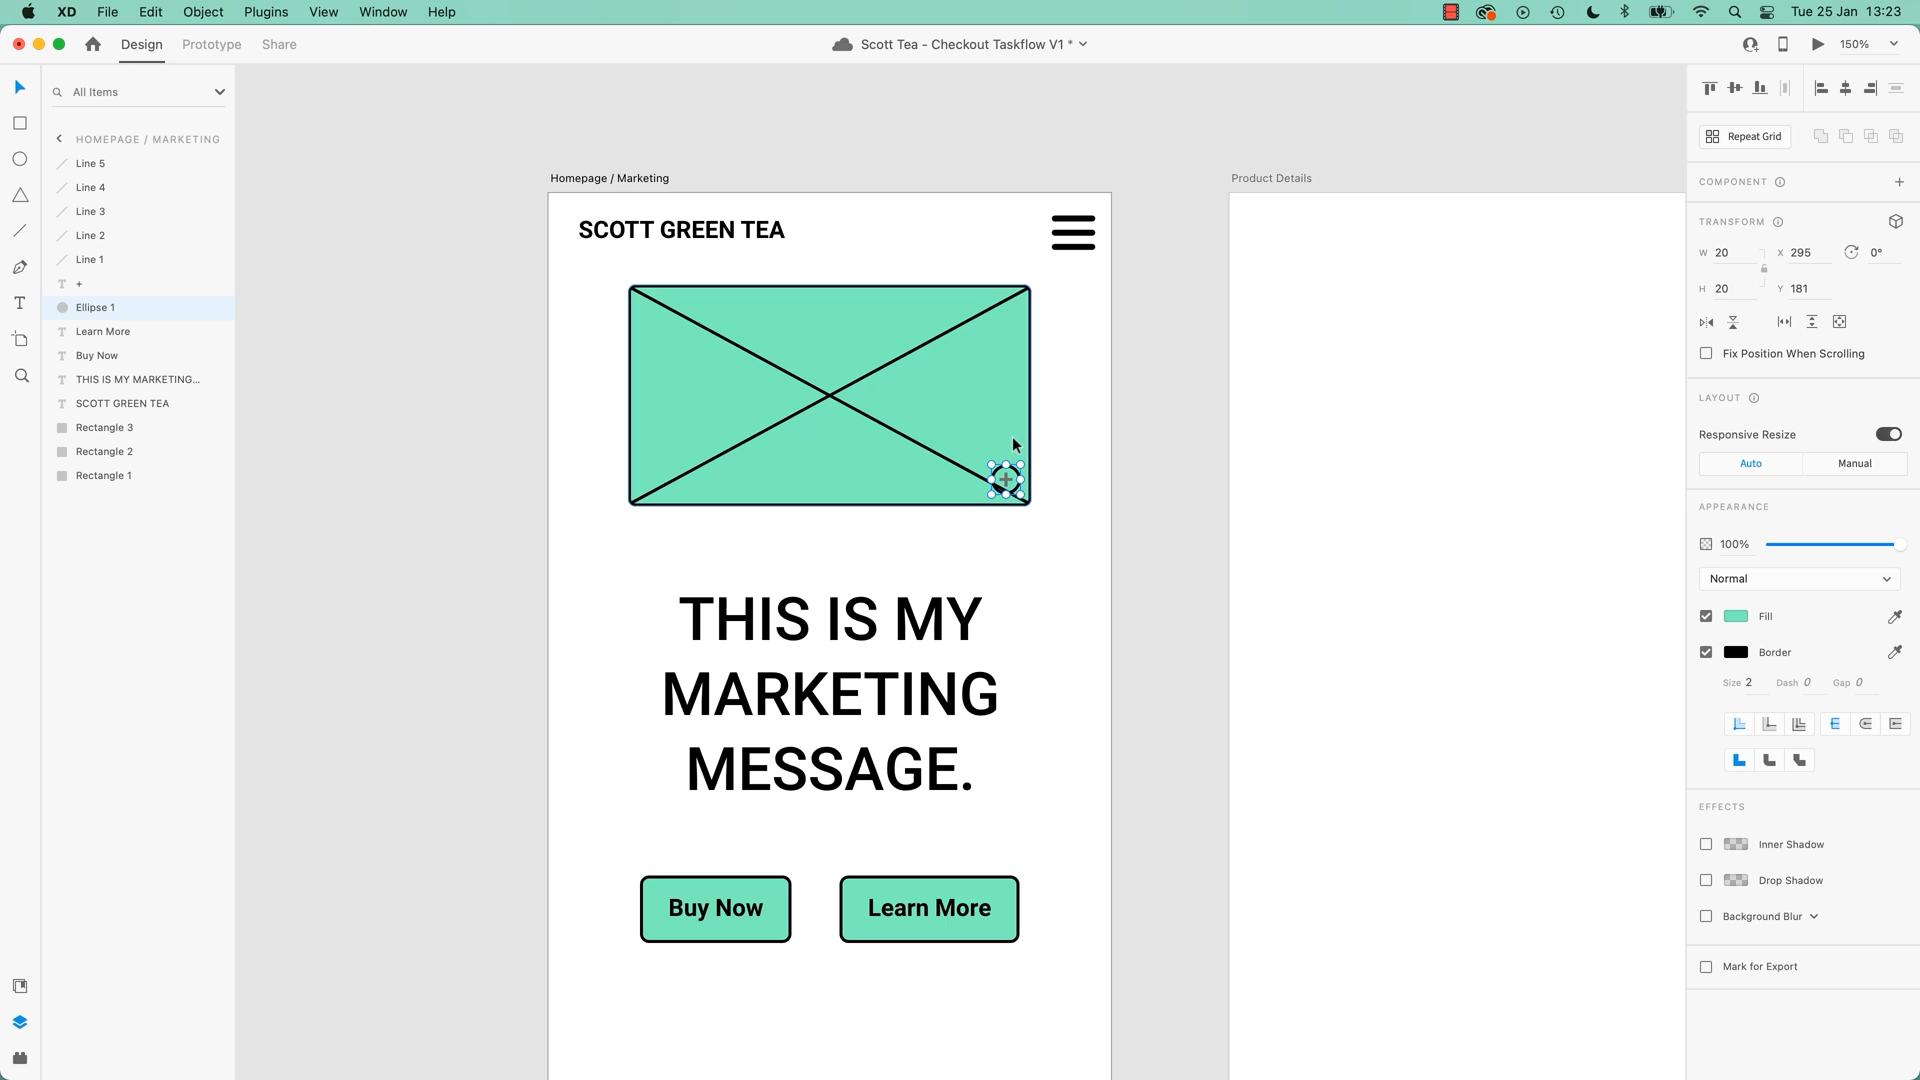 XD File Edit Object Plugins View Window Help Tue 25 Jan 13:23
Design Prototype Share Scott Tea - Checkout Taskflow V1 * 150%
All Items
HOMEPAGE / MARKETING
Line 5
Line 4
Line 3
Line 2
Line 1
T +
Ellipse 1
T Learn More
T Buy Now
T THIS IS MY MARKETING...
T SCOTT GREEN TEA
Rectangle 3
Rectangle 2
Rectangle 1
Homepage / Marketing
SCOTT GREEN TEA
+
THIS IS MY
MARKETING
MESSAGE.
Buy Now Learn More
Product Details
Repeat Grid
COMPONENT
TRANSFORM
W 20 X 295 0°
H 20 Y 181
Fix Position When Scrolling
LAYOUT
Responsive Resize
Auto Manual
APPEARANCE
100%
Normal
Fill
Border
Size 2 Dash 0 Gap 0
EFFECTS
Inner Shadow
Drop Shadow
Background Blur
Mark for Export